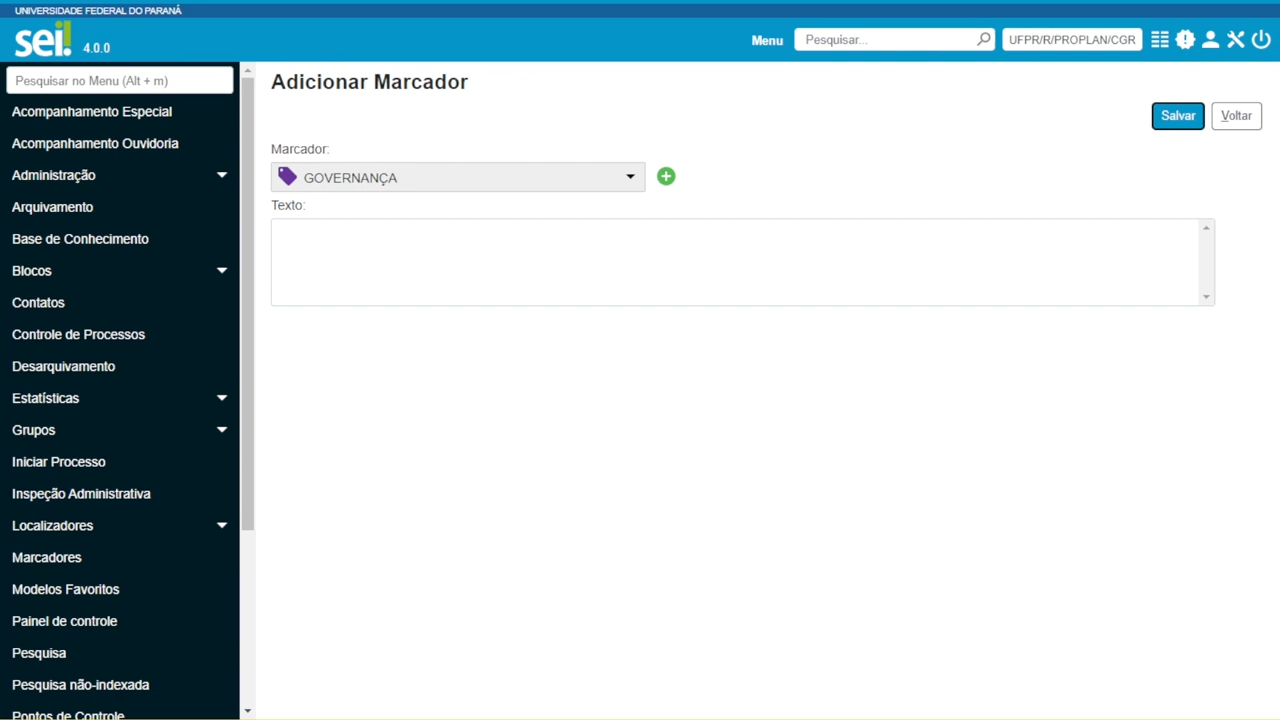 UNIVERSIDADE FEDERAL DO PARANÁ
sei! 4.0.0
Menu
Pesquisar...
UFPR/R/PROPLAN/CGR
Pesquisar no Menu (Alt + m)
Acompanhamento Especial
Acompanhamento Ouvidoria
Administração
Arquivamento
Base de Conhecimento
Blocos
Contatos
Controle de Processos
Desarquivamento
Estatísticas
Grupos
Iniciar Processo
Inspeção Administrativa
Localizadores
Marcadores
Modelos Favoritos
Painel de controle
Pesquisa
Pesquisa não-indexada
Pontos de Controle
Adicionar Marcador
Salvar
Voltar
Marcador:
GOVERNANÇA
Texto: